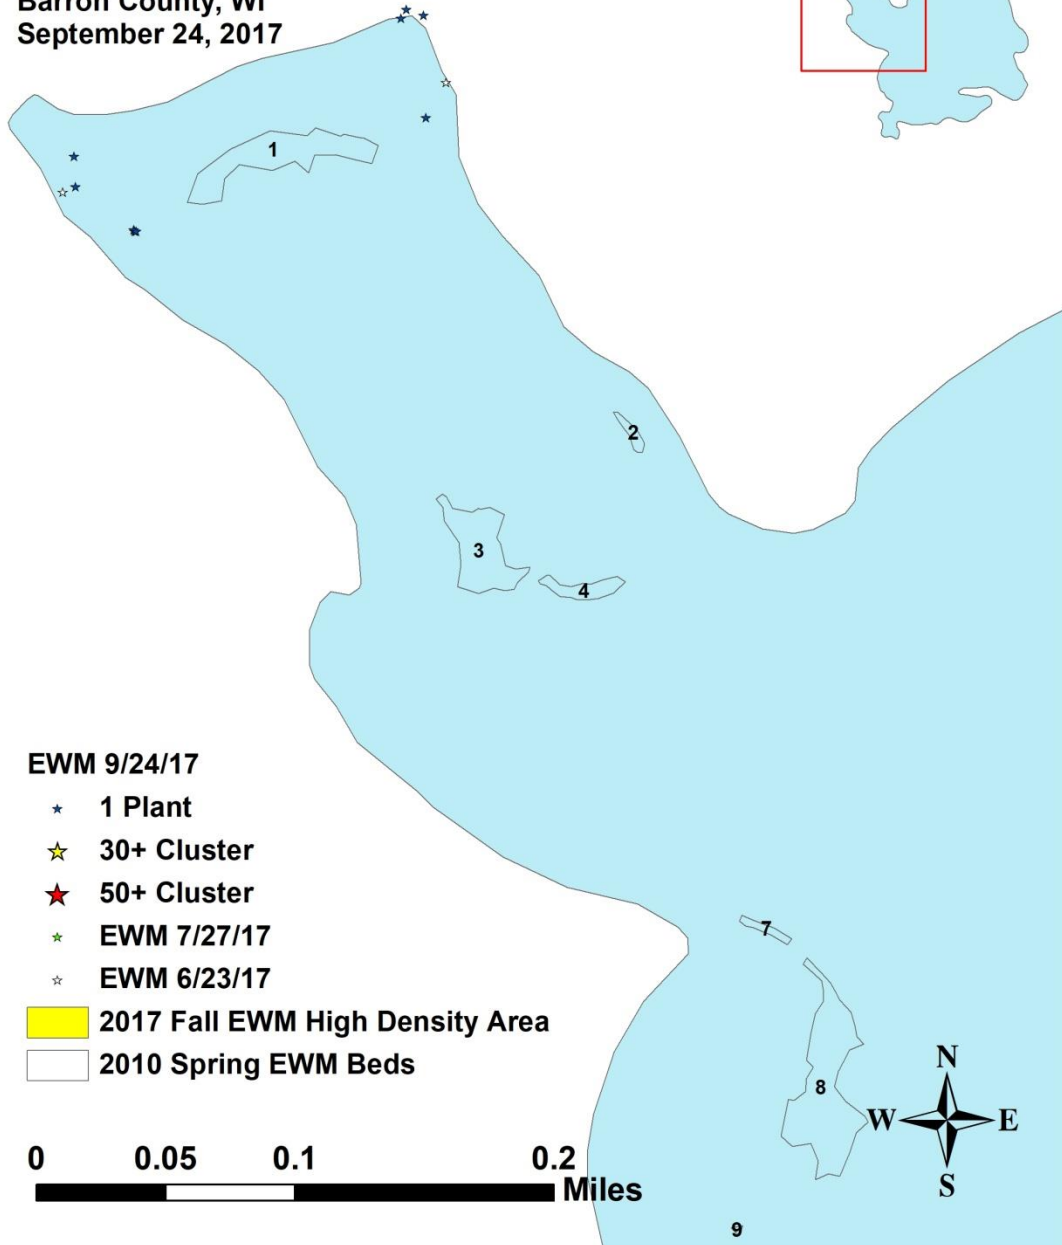 Barron County, WI
September 24, 2017
1
2
3
4
EWM 9/24/17
1 Plant
30+ Cluster
50+ Cluster
EWM 7/27/17
EWM 6/23/17
2017 Fall EWM High Density Area
2010 Spring EWM Beds
7
8
9
N
W E
S
0 0.05 0.1 0.2
Miles